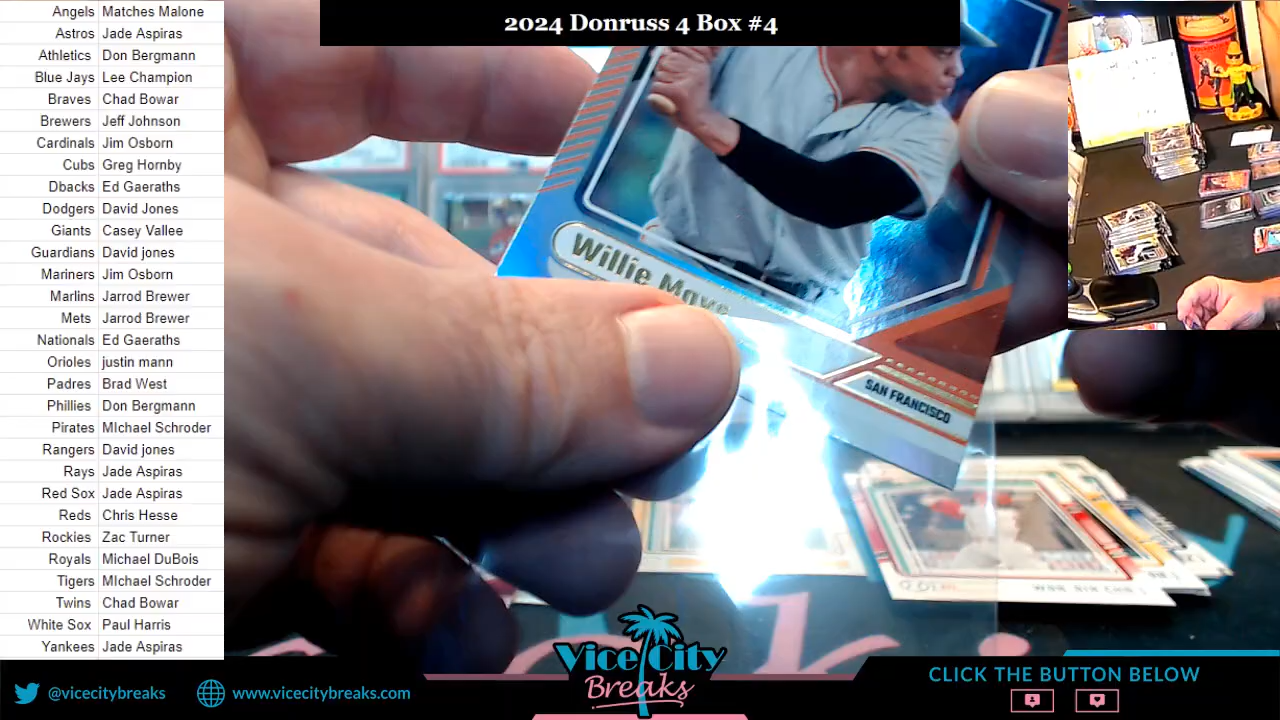 2024 Donruss 4 Box #4
Angels Matches Malone
Astros Jade Aspiras
Athletics Don Bergmann
Blue Jays Lee Champion
Braves Chad Bowar
Brewers Jeff Johnson
Cardinals Jim Osborn
Cubs Greg Hornby
Dbacks Ed Gaeraths
Dodgers David Jones
Giants Casey Vallee
Guardians David jones
Mariners Jim Osborn
Marlins Jarrod Brewer
Mets Jarrod Brewer
Nationals Ed Gaeraths
Orioles justin mann
Padres Brad West
Phillies Don Bergmann
Pirates MIchael Schroder
Rangers David jones
Rays Jade Aspiras
Red Sox Jade Aspiras
Reds Chris Hesse
Rockies Zac Turner
Royals Michael DuBois
Tigers MIchael Schroder
Twins Chad Bowar
White Sox Paul Harris
Yankees Jade Aspiras
Willie Mays
SAN FRANCISCO
Vice City
Breaks
@vicecitybreaks
www.vicecitybreaks.com
CLICK THE BUTTON BELOW